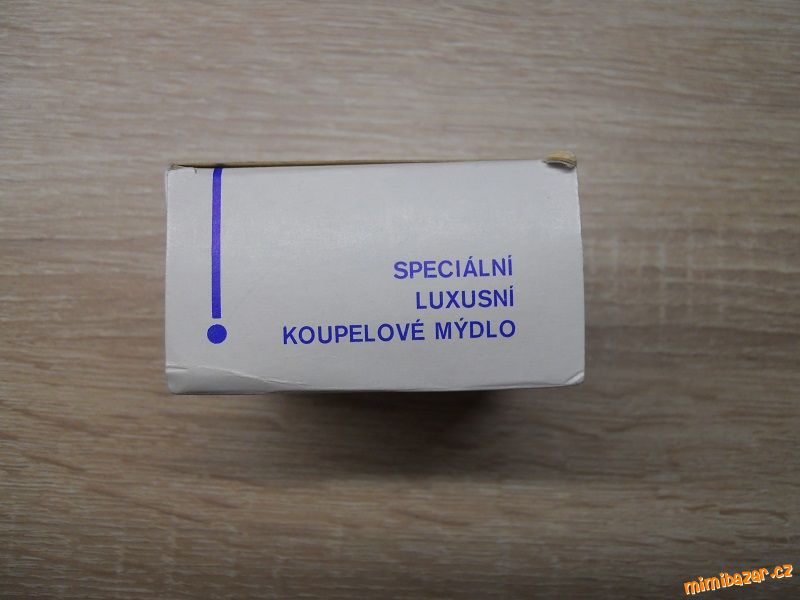 SPECIÁLNÍ
LUXUSNÍ
KOUPELOVÉ MÝDLO
mimibazar.cz